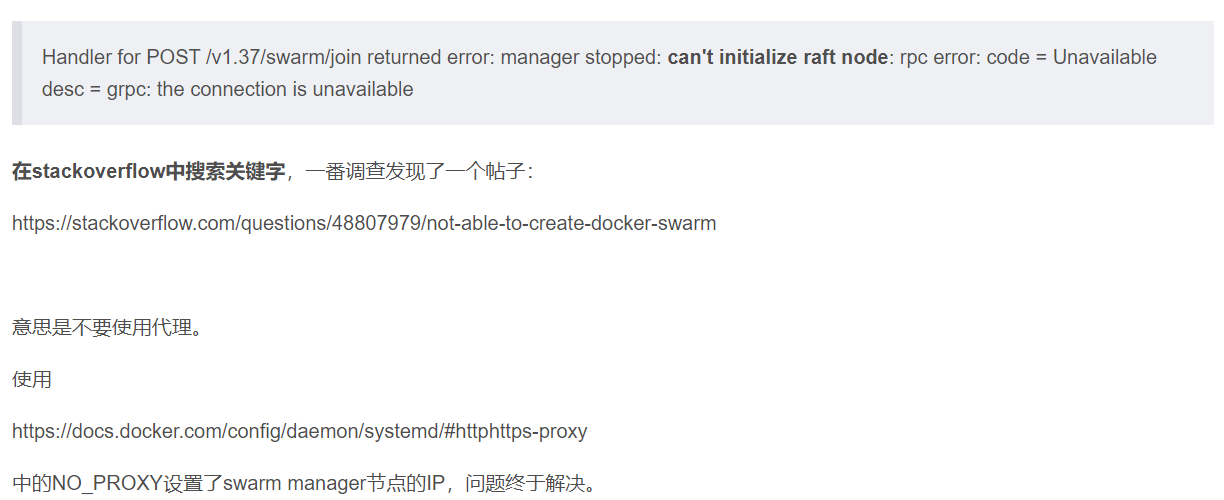 Handler for POST /v1.37/swarm/join returned error: manager stopped: can't initialize raft node: rpc error: code = Unavailable
desc = grpc: the connection is unavailable
在stackoverflow中搜索关键字，一番调查发现了一个帖子：
https://stackoverflow.com/questions/48807979/not-able-to-create-docker-swarm
意思是不要使用代理。
使用
https://docs.docker.com/config/daemon/systemd/#httphttps-proxy
中的NO_PROXY设置了swarm manager节点的IP，问题终于解决。